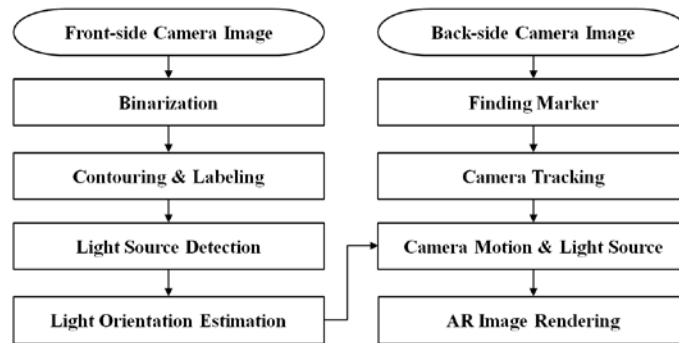 Front-side Camera Image
Binarization
Contouring & Labeling
Light Source Detection
Light Orientation Estimation
Back-side Camera Image
Finding Marker
Camera Tracking
Camera Motion & Light Source
AR Image Rendering